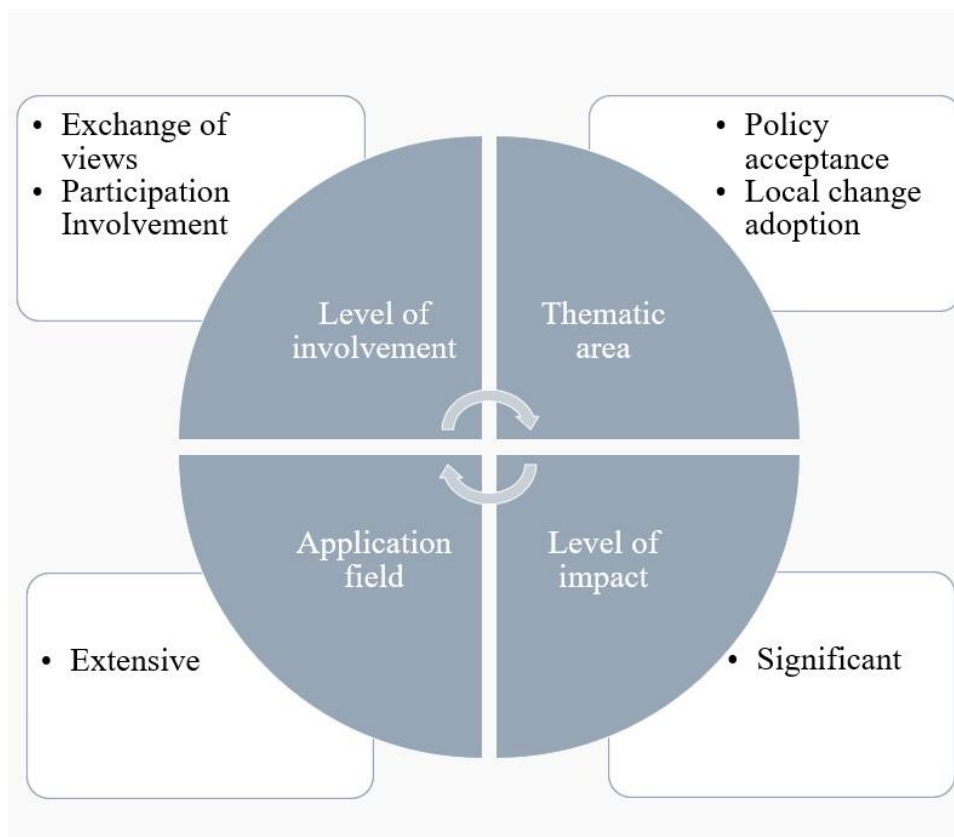 • Exchange of
views
• Participation
Involvement
• Policy
acceptance
• Local change
adoption
Level of
involvement
Thematic
area
Application
field
Level of
impact
• Extensive
• Significant